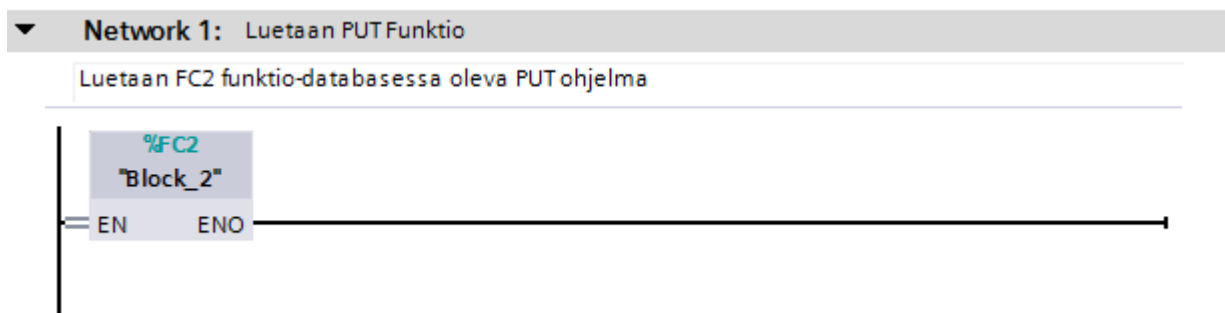 Network 1: Luetaan PUT Funktio
Luetaan FC2 funktio-databasessa oleva PUT ohjelma
%FC2
"Block_2"
EN ENO